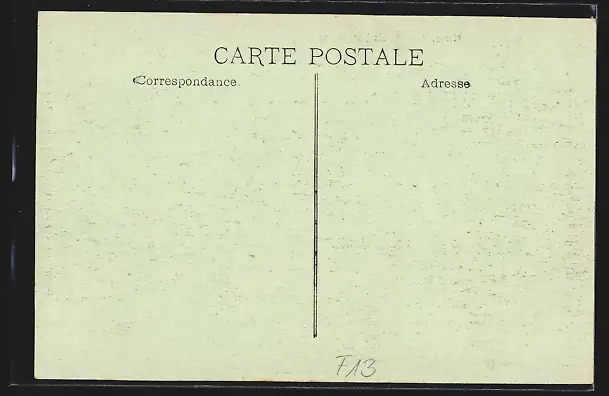 CARTE POSTALE
Correspondance.
Adresse
F13